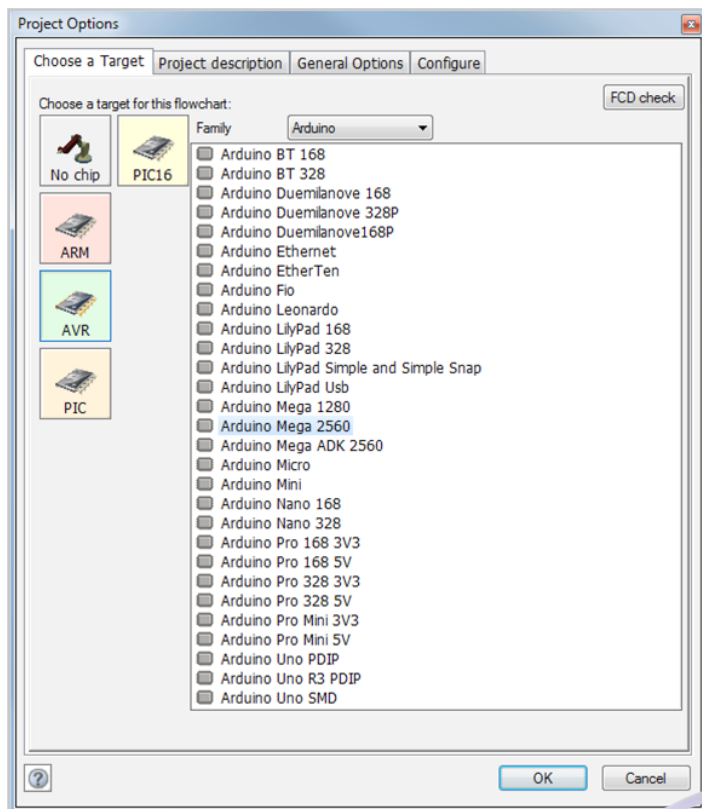 Project Options
Choose a Target Project description General Options Configure
Choose a target for this flowchart:
FCD check
No chip
PIC16
ARM
AVR
PIC
Family Arduino
Arduino BT 168
Arduino BT 328
Arduino Duemilanove 168
Arduino Duemilanove 328P
Arduino Duemilanove168P
Arduino Ethernet
Arduino EtherTen
Arduino Fio
Arduino Leonardo
Arduino LilyPad 168
Arduino LilyPad 328
Arduino LilyPad Simple and Simple Snap
Arduino LilyPad Usb
Arduino Mega 1280
Arduino Mega 2560
Arduino Mega ADK 2560
Arduino Micro
Arduino Mini
Arduino Nano 168
Arduino Nano 328
Arduino Pro 168 3V3
Arduino Pro 168 5V
Arduino Pro 328 3V3
Arduino Pro 328 5V
Arduino Pro Mini 3V3
Arduino Pro Mini 5V
Arduino Uno PDIP
Arduino Uno R3 PDIP
Arduino Uno SMD
?
OK Cancel